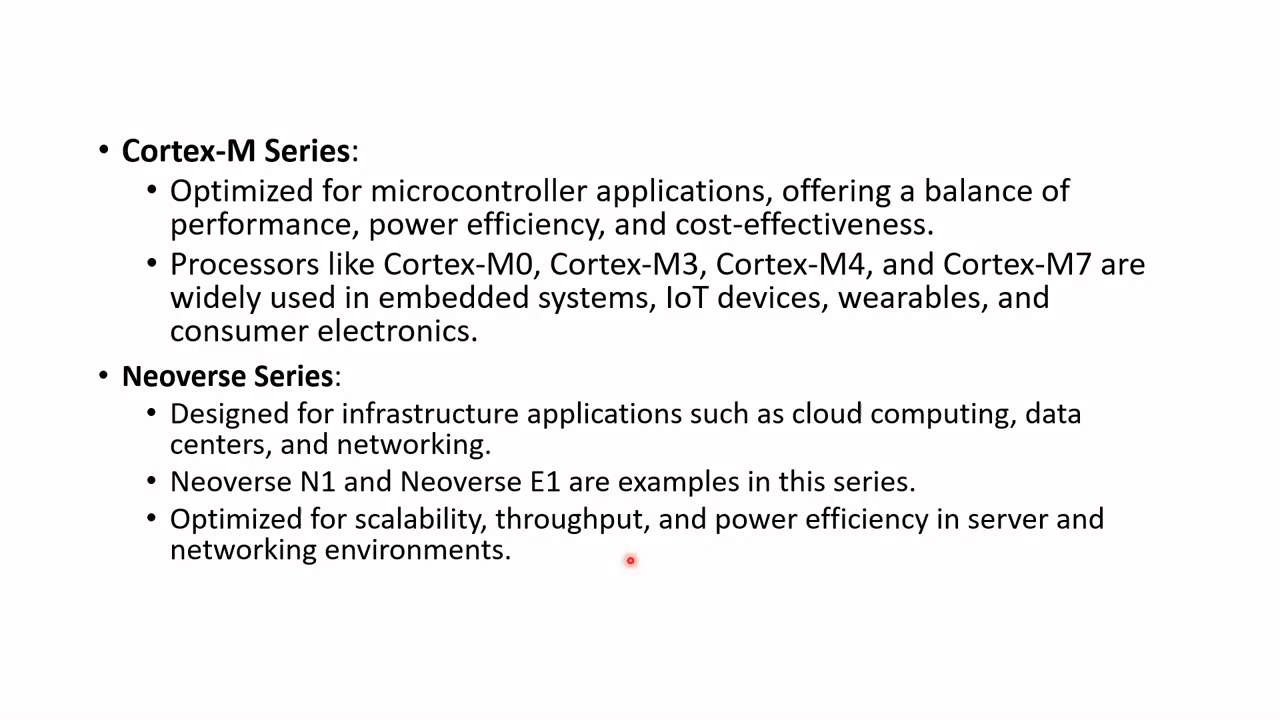 • Cortex-M Series:
• Optimized for microcontroller applications, offering a balance of
performance, power efficiency, and cost-effectiveness.
• Processors like Cortex-M0, Cortex-M3, Cortex-M4, and Cortex-M7 are
widely used in embedded systems, IoT devices, wearables, and
consumer electronics.
• Neoverse Series:
• Designed for infrastructure applications such as cloud computing, data
centers, and networking.
• Neoverse N1 and Neoverse E1 are examples in this series.
• Optimized for scalability, throughput, and power efficiency in server and
networking environments.